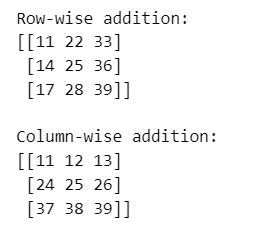 Row-wise addition:
[[11 22 33]
 [14 25 36]
 [17 28 39]]

Column-wise addition:
[[11 12 13]
 [24 25 26]
 [37 38 39]]